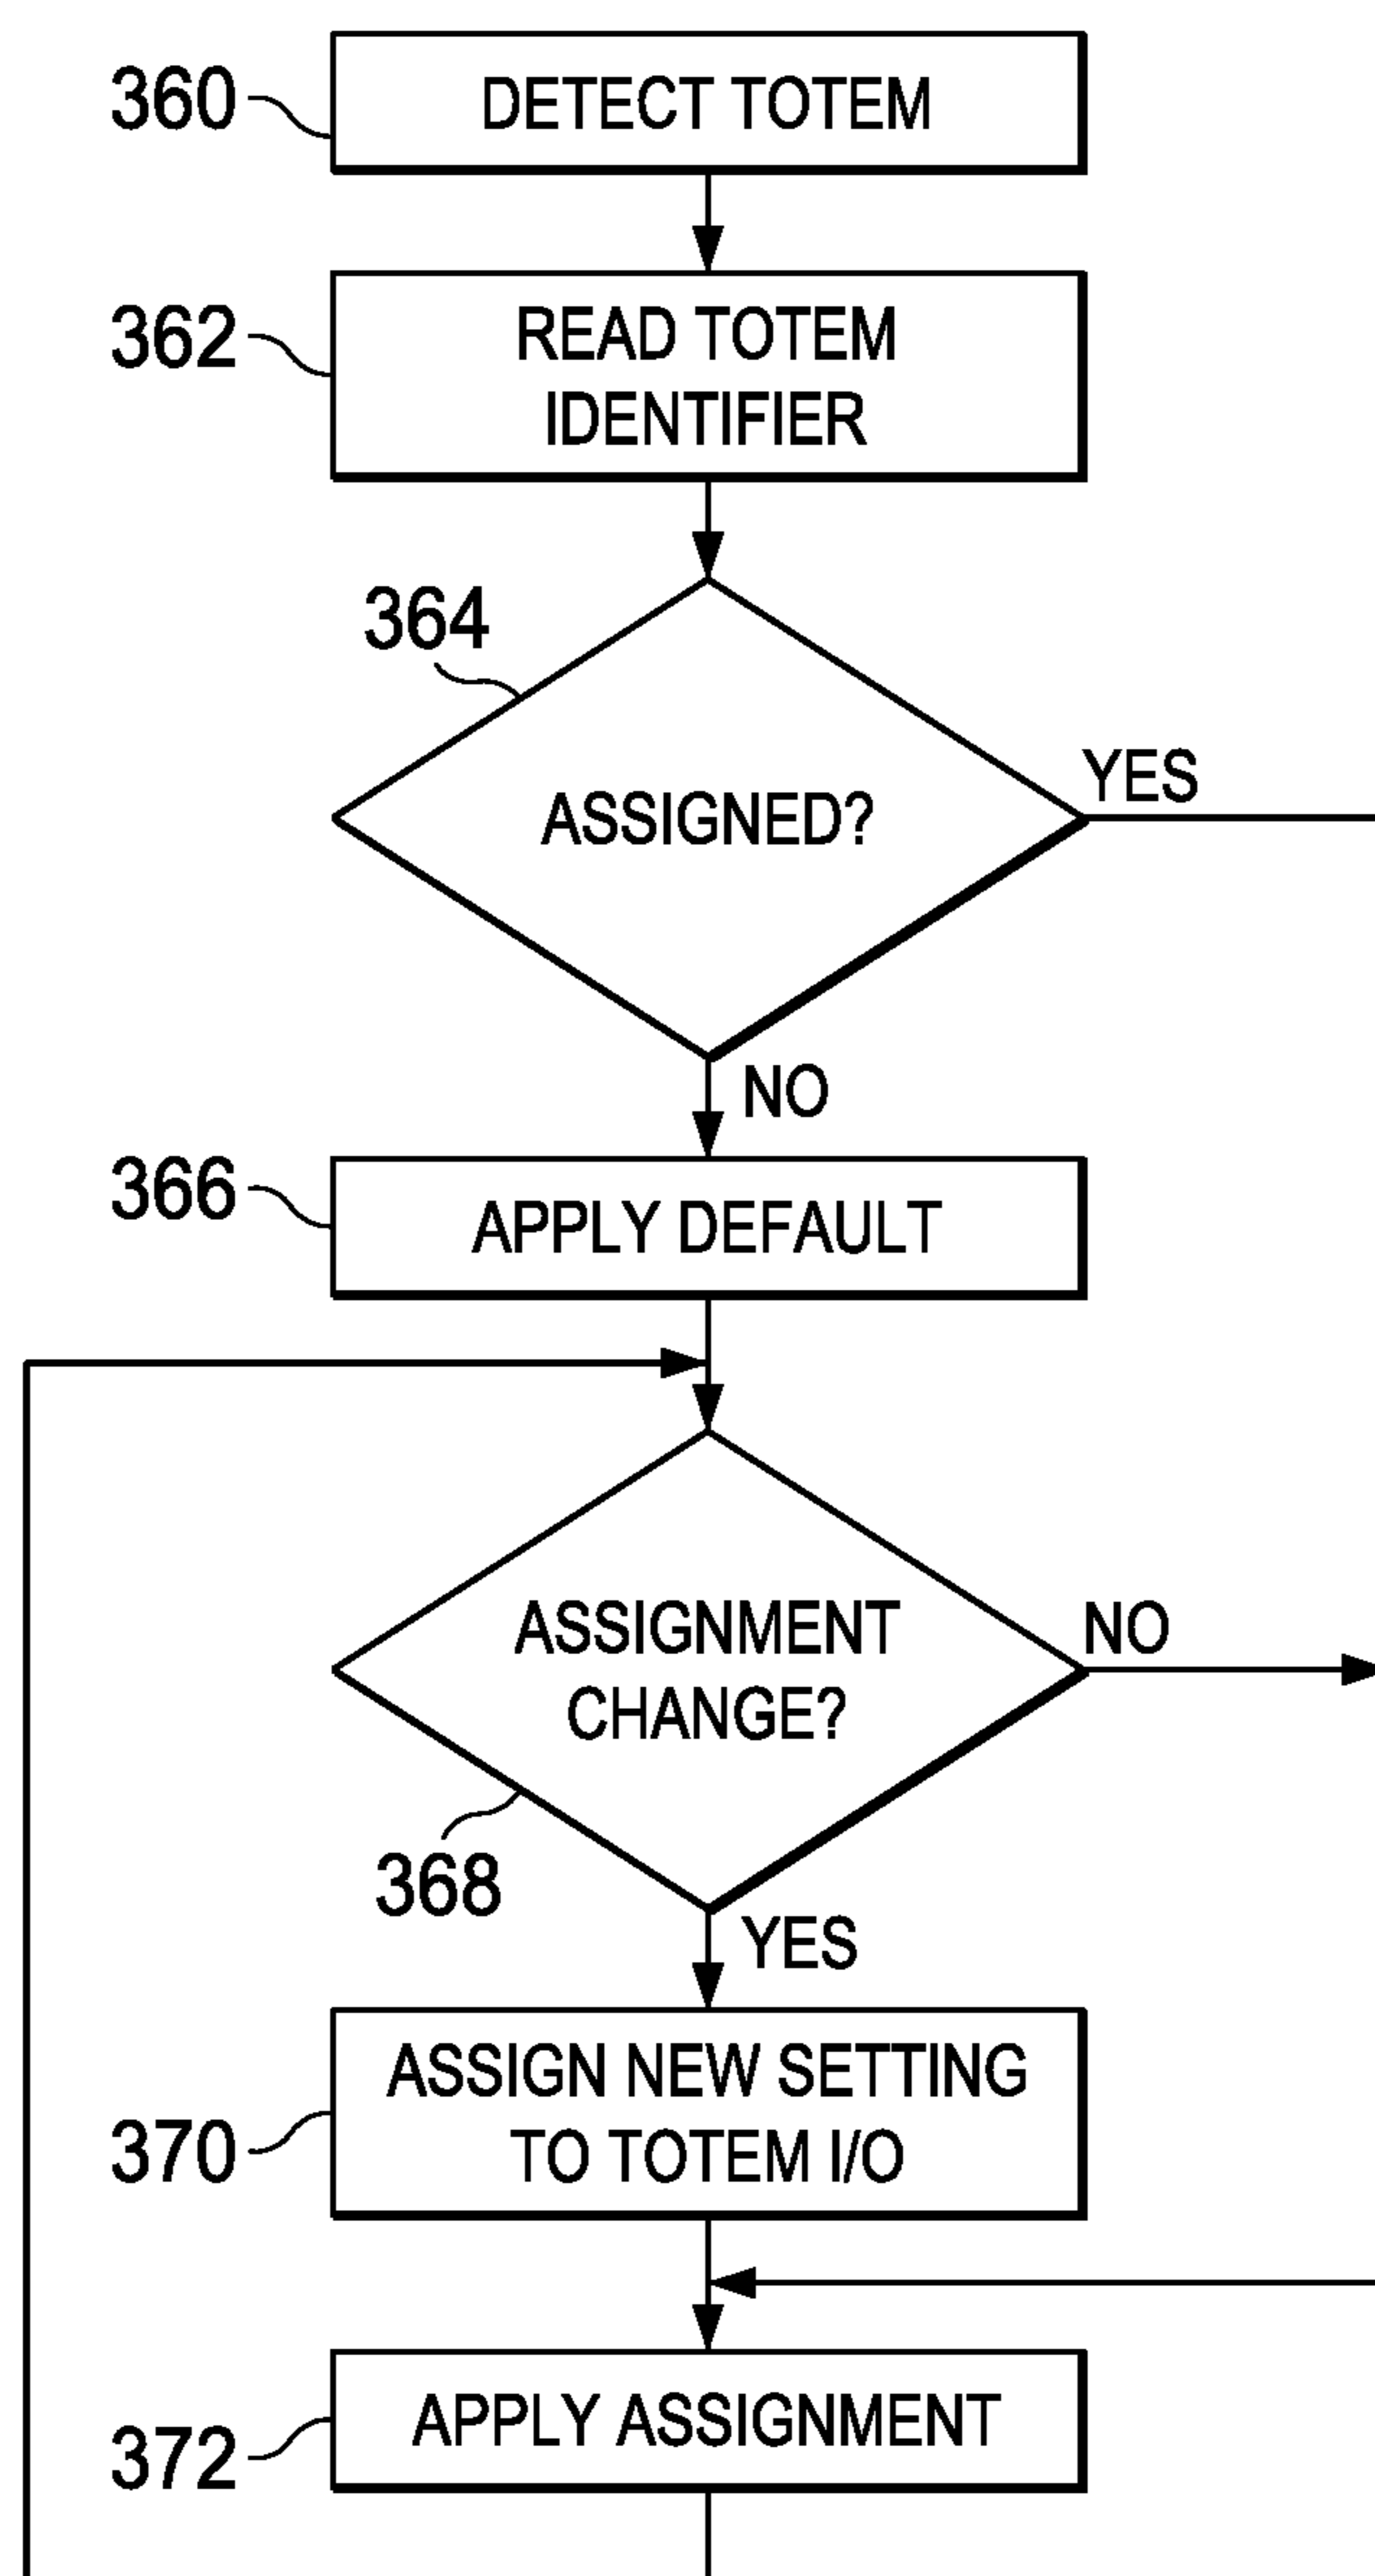 360
DETECT TOTEM
362
READ TOTEM
IDENTIFIER
364
ASSIGNED?
YES
NO
366
APPLY DEFAULT
ASSIGNMENT
CHANGE?
NO
368
YES
370
ASSIGN NEW SETTING
TO TOTEM I/O
372
APPLY ASSIGNMENT